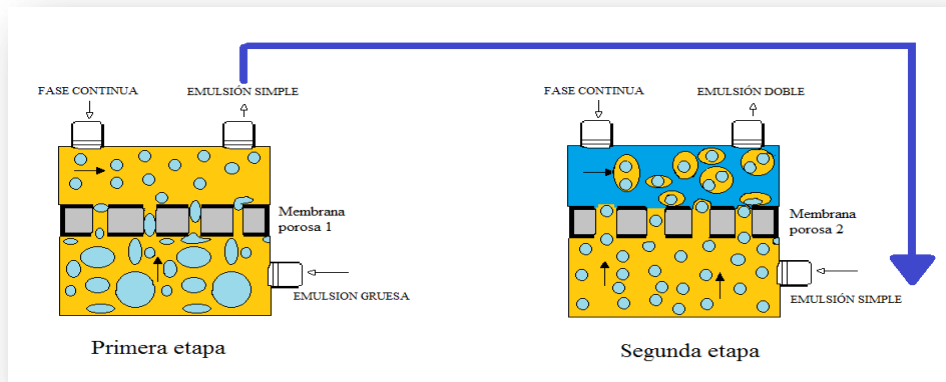 FASE CONTINUA
EMULSIÓN SIMPLE
Membrana
porosa 1
EMULSION GRUESA
Primera etapa
FASE CONTINUA
EMULSIÓN DOBLE
Membrana
porosa 2
EMULSIÓN SIMPLE
Segunda etapa